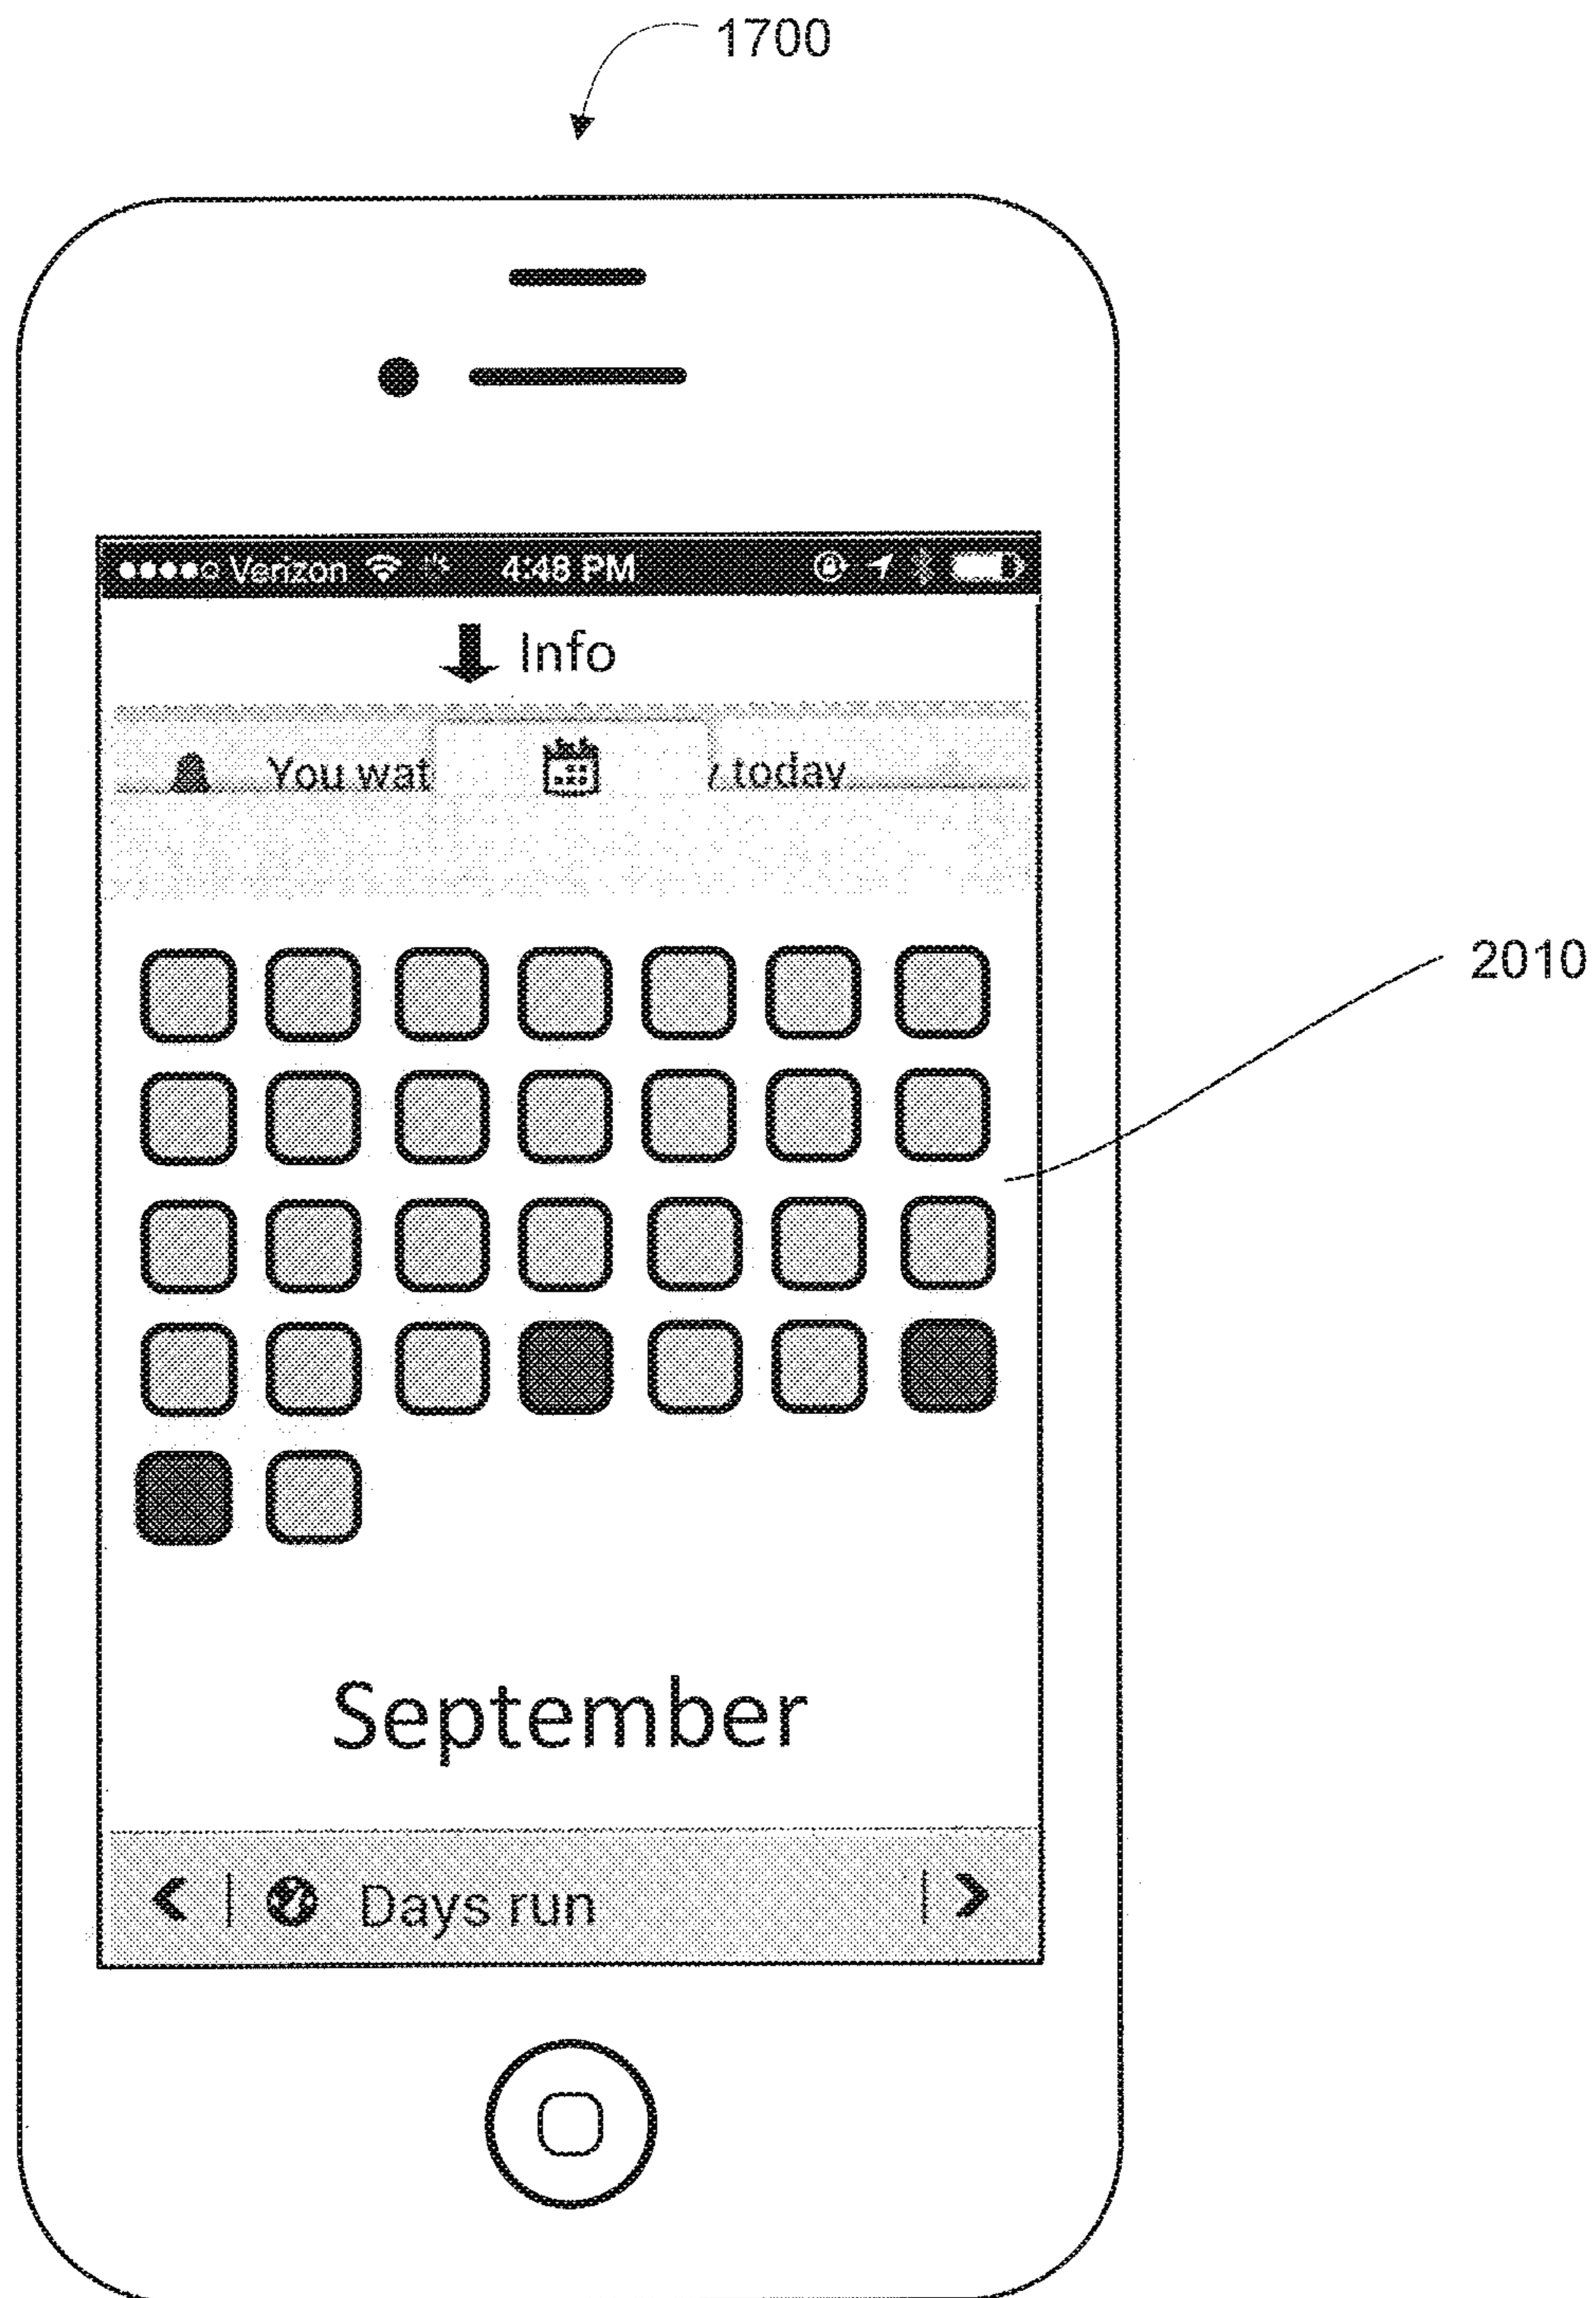 1700
Verizon 4:48 PM
Info
You wat today
2010
September
Days run